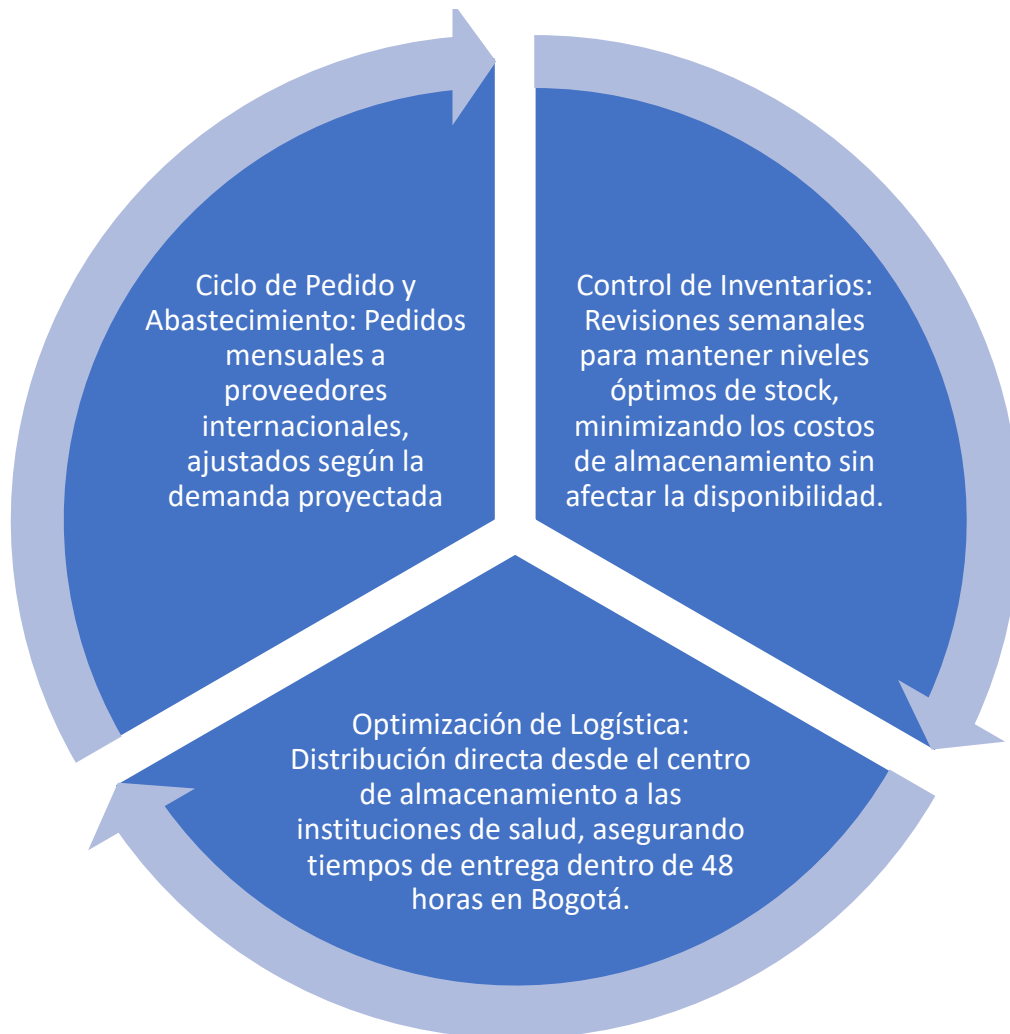 Ciclo de Pedido y
Abastecimiento: Pedidos
mensuales a
proveedores
internacionales,
ajustados según la
demanda proyectada
Control de Inventarios:
Revisiones semanales
para mantener niveles
óptimos de stock,
minimizando los costos
de almacenamiento sin
afectar la disponibilidad.
Optimización de Logística:
Distribución directa desde el centro
de almacenamiento a las
instituciones de salud, asegurando
tiempos de entrega dentro de 48
horas en Bogotá.